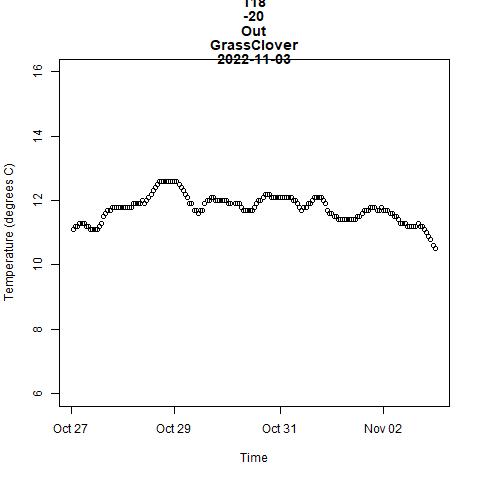 T18
-20
Out
GrassClover
2022-11-03
16
14
12
10
8
6
Temperature (degrees C)
Oct 27
Oct 29
Oct 31
Nov 02
Time